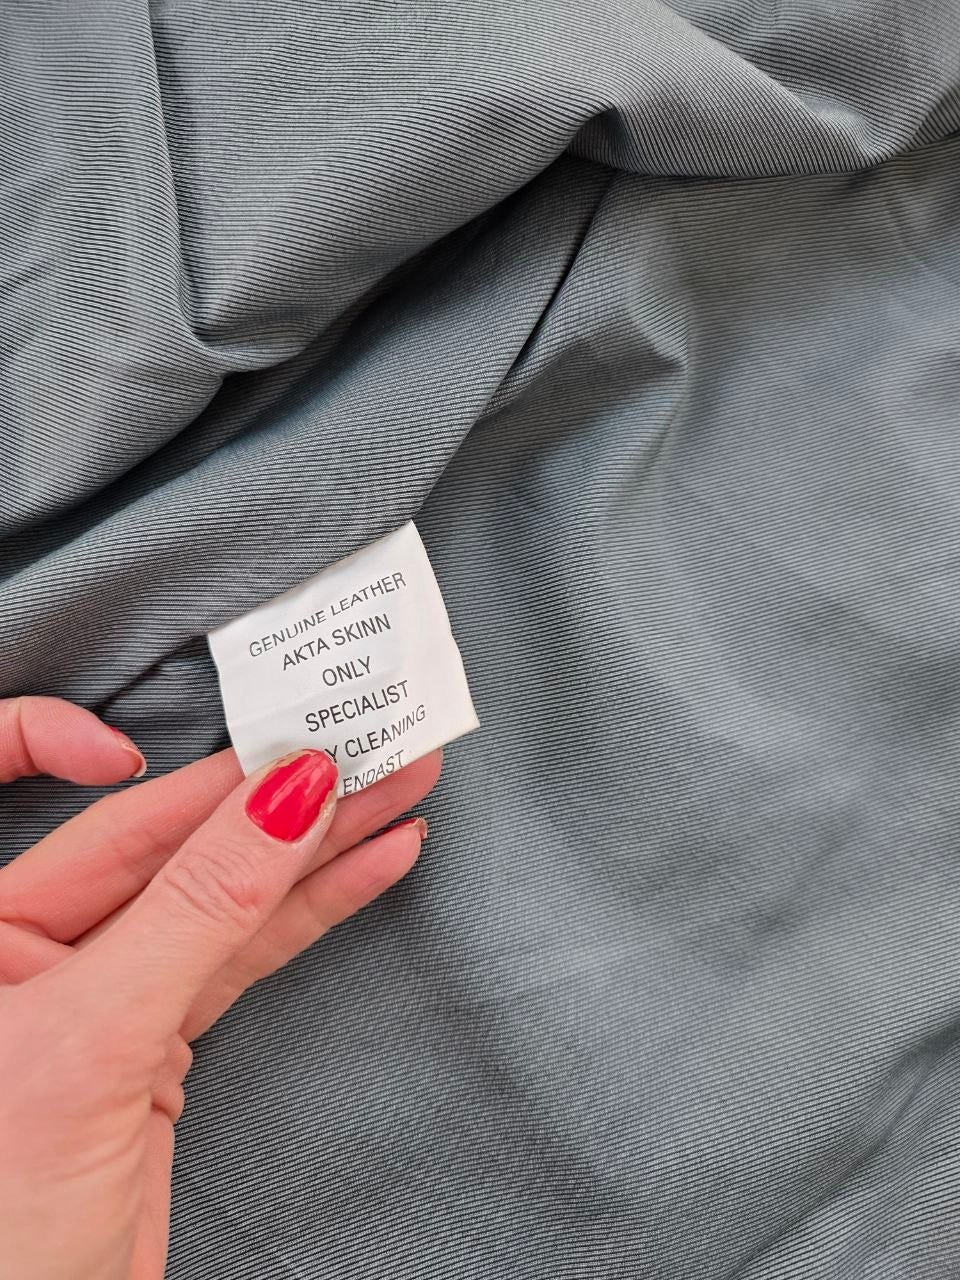 GENUINE LEATHER
AKTA SKINN
ONLY
SPECIALIST
Y CLEANING
ENDAST